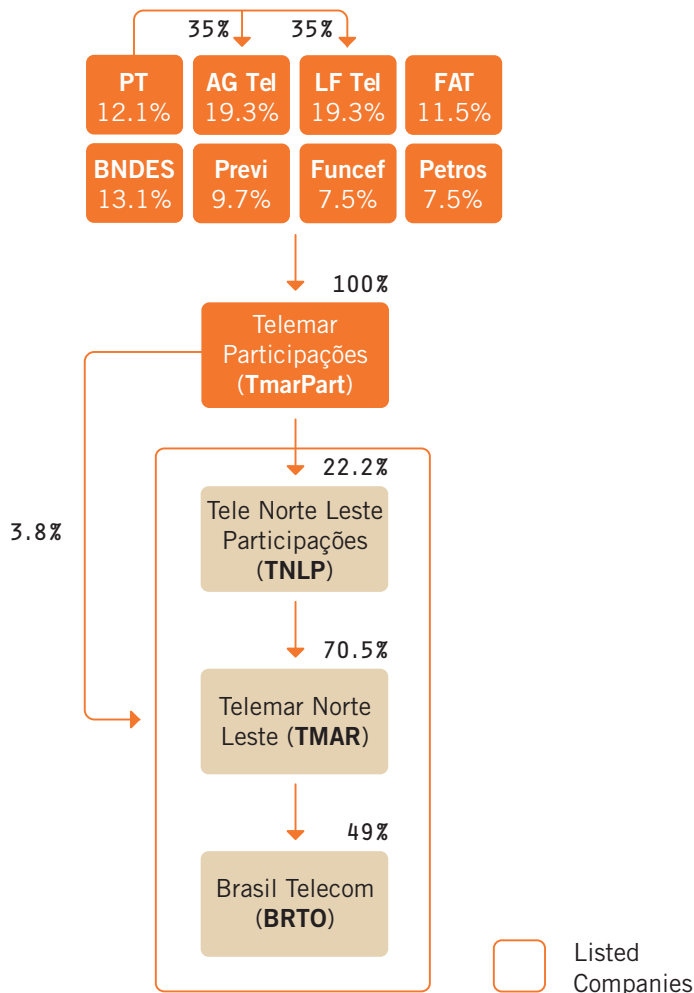 35% 35%
PT AG Tel LF Tel FAT
12.1% 19.3% 19.3% 11.5%
BNDES Previ Funcef Petros
13.1% 9.7% 7.5% 7.5%
100%
Telemar
Participações
(TmarPart)
22.2%
Tele Norte Leste
Participações
(TNLP)
3.8%
70.5%
Telemar Norte
Leste (TMAR)
49%
Brasil Telecom
(BRTO)
Listed
Companies